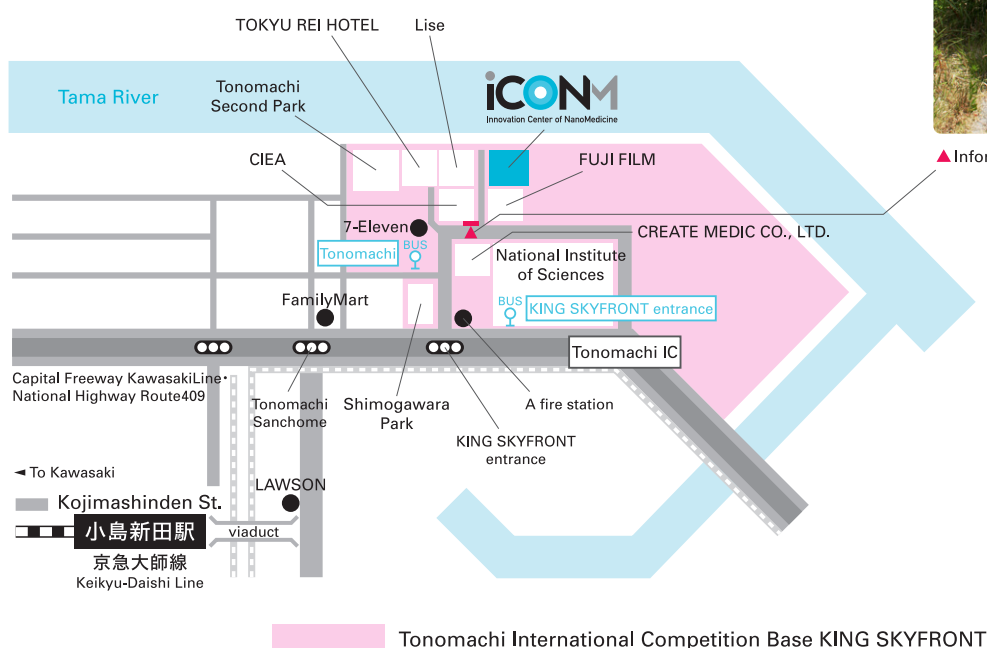 TOKYU REI HOTEL
Lise
Tama River
Tonomachi
Second Park
iCONM
Innovation Center of NanoMedicine
CIEA
FUJI FILM
▲Infor
7-Eleven
CREATE MEDIC CO., LTD.
Tonomachi
BUS
National Institute
of Sciences
FamilyMart
BUS
KING SKYFRONT entrance
Tonomachi IC
Capital Freeway KawasakiLine・
National Highway Route409
Tonomachi
Sanchome
Shimogawara
Park
A fire station
KING SKYFRONT
entrance
◄ To Kawasaki
LAWSON
Kojimashinden St.
小島新田駅
viaduct
京急大師線
Keikyu-Daishi Line
Tonomachi International Competition Base KING SKYFRONT